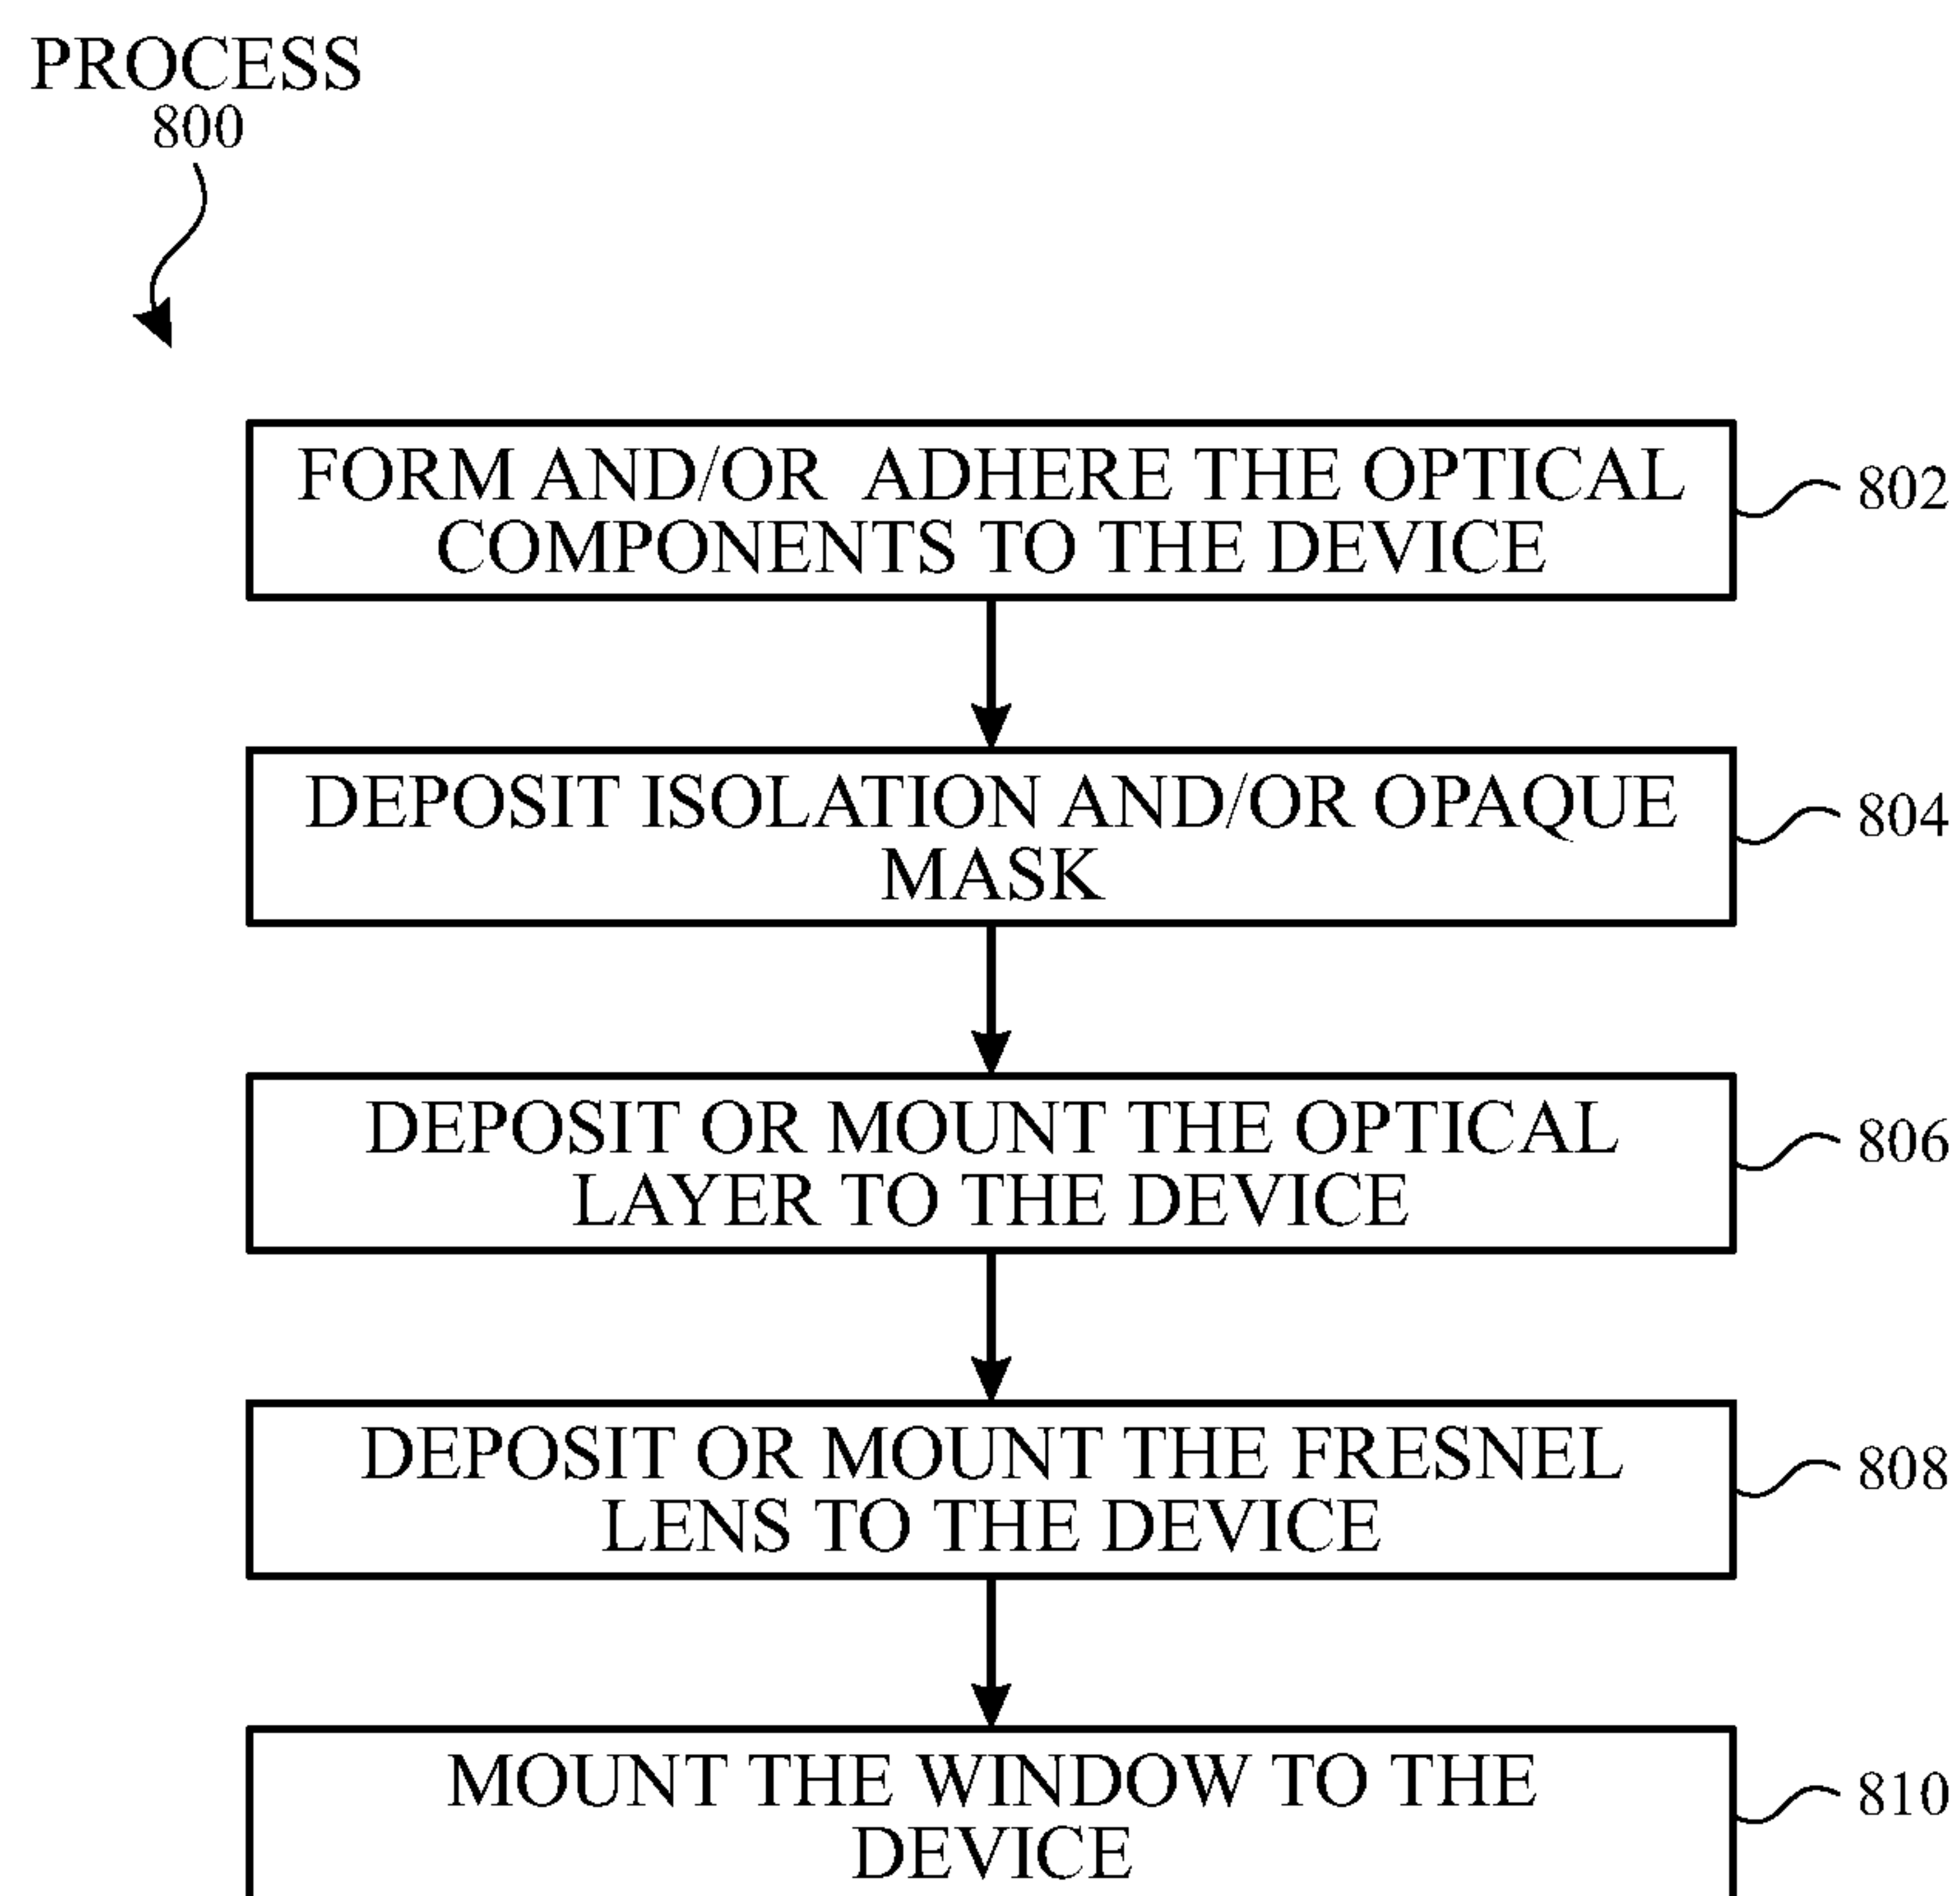 PROCESS
800
FORM AND/OR ADHERE THE OPTICAL
COMPONENTS TO THE DEVICE
802
DEPOSIT ISOLATION AND/OR OPAQUE
MASK
804
DEPOSIT OR MOUNT THE OPTICAL
LAYER TO THE DEVICE
806
DEPOSIT OR MOUNT THE FRESNEL
LENS TO THE DEVICE
808
MOUNT THE WINDOW TO THE
DEVICE
810